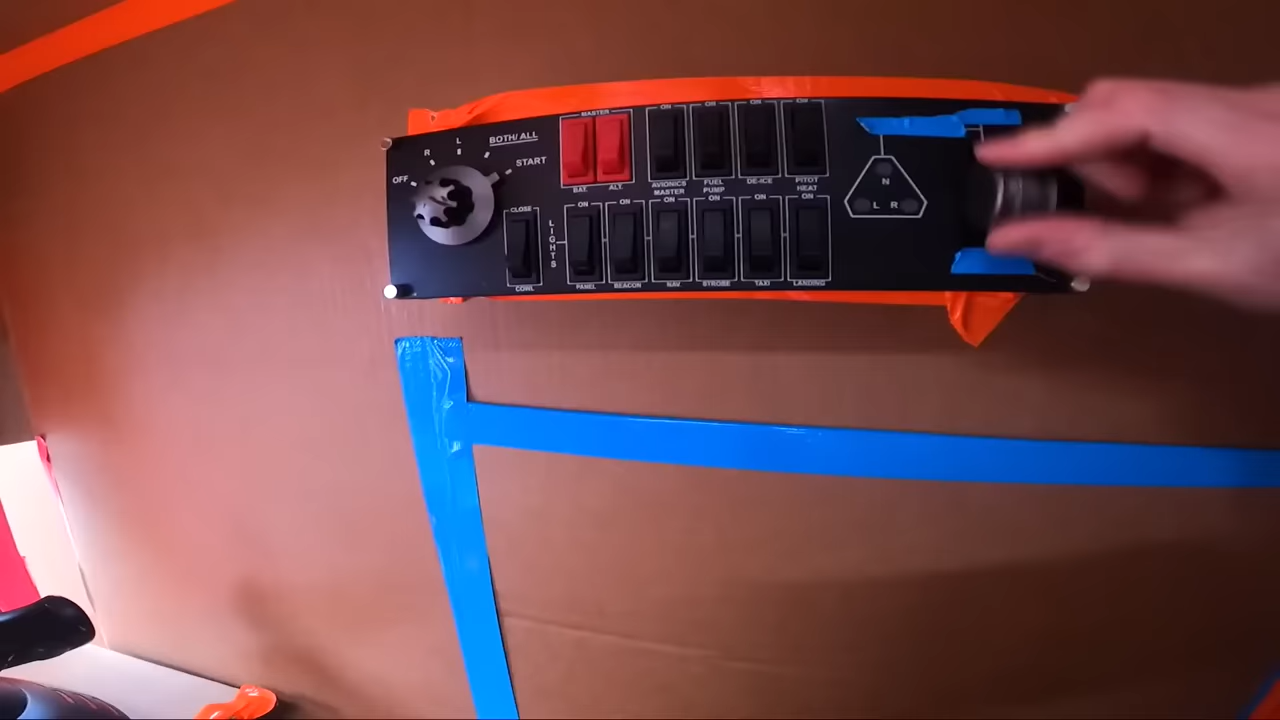 OFF
R
L
BOTH/ALL
START
MASTER
BAT.
ALT.
ON ON ON ON
AVIONICS MASTER
FUEL PUMP
DE-ICE
PITOT HEAT
CLOSE
COWL
LIGHTS
ON ON ON ON ON ON
PANEL
BEACON
NAV
STROBE
TAXI
LANDING
N
L R